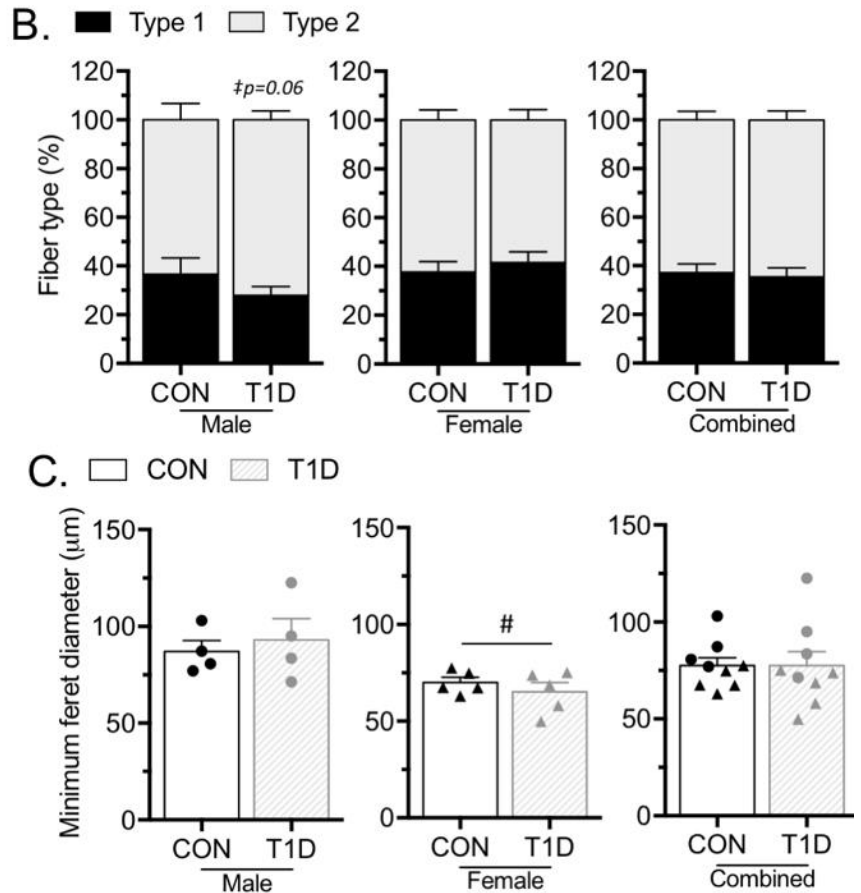 B. Type 1 Type 2
Fiber type (%)
120
100
80
60
40
20
0
‡p=0.06
CON T1D
Male
120
100
80
60
40
20
0
CON T1D
Female
120
100
80
60
40
20
0
CON T1D
Combined
C. CON T1D
Minimum feret diameter (μm)
150
100
50
0
CON T1D
Male
150
100
50
0
#
CON T1D
Female
150
100
50
0
CON T1D
Combined